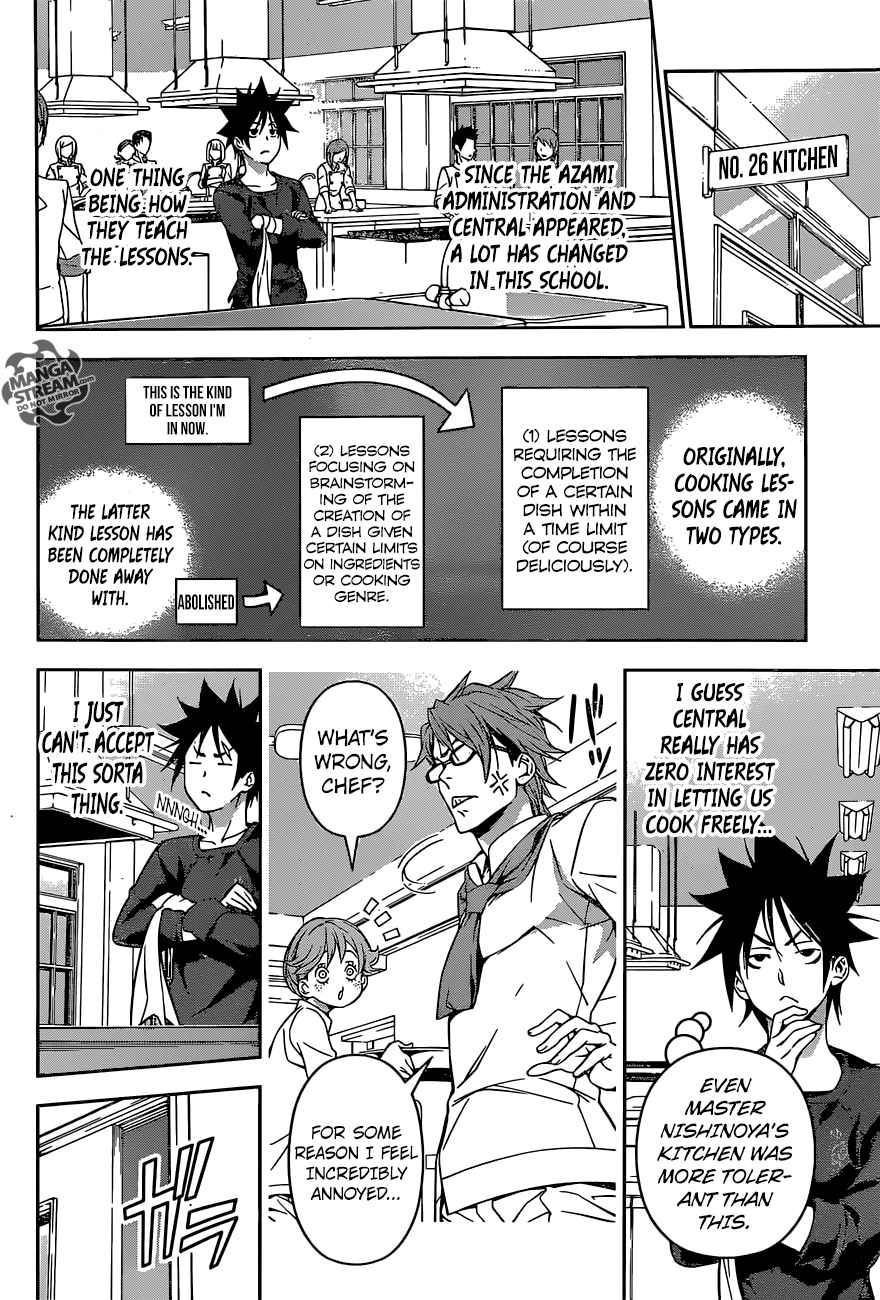 NO. 26 KITCHEN
SINCE THE AZAMI
ADMINISTRATION AND
CENTRAL APPEARED,
A LOT HAS CHANGED
IN THIS SCHOOL.
ONE THING
BEING HOW
THEY TEACH
THE LESSONS.
MANGA
STREAM.com
DO NOT MIRROR
ORIGINALLY,
COOKING LES-
SONS CAME IN
TWO TYPES.
(1) LESSONS
REQUIRING THE
COMPLETION
OF A CERTAIN
DISH WITHIN
A TIME LIMIT
(OF COURSE
DELICIOUSLY).
(2) LESSONS
FOCUSING ON
BRAINSTORM-
ING OF THE
CREATION OF
A DISH GIVEN
CERTAIN LIMITS
ON INGREDIENTS
OR COOKING
GENRE.
THIS IS THE KIND
OF LESSON I'M
IN NOW.
ABOLISHED
THE LATTER
KIND LESSON HAS
BEEN COMPLETELY
DONE AWAY
WITH.
I GUESS
CENTRAL
REALLY HAS
ZERO INTEREST
IN LETTING US
COOK FREELY...
EVEN
MASTER
NISHINOYA'S
KITCHEN WAS
MORE TOLER-
ANT THAN
THIS.
WHAT'S
WRONG,
CHEF?
FOR SOME
REASON I FEEL
INCREDIBLY
ANNOYED...
I JUST
CAN'T ACCEPT
THIS SORTA
THING.
NNNGH...
ガラ